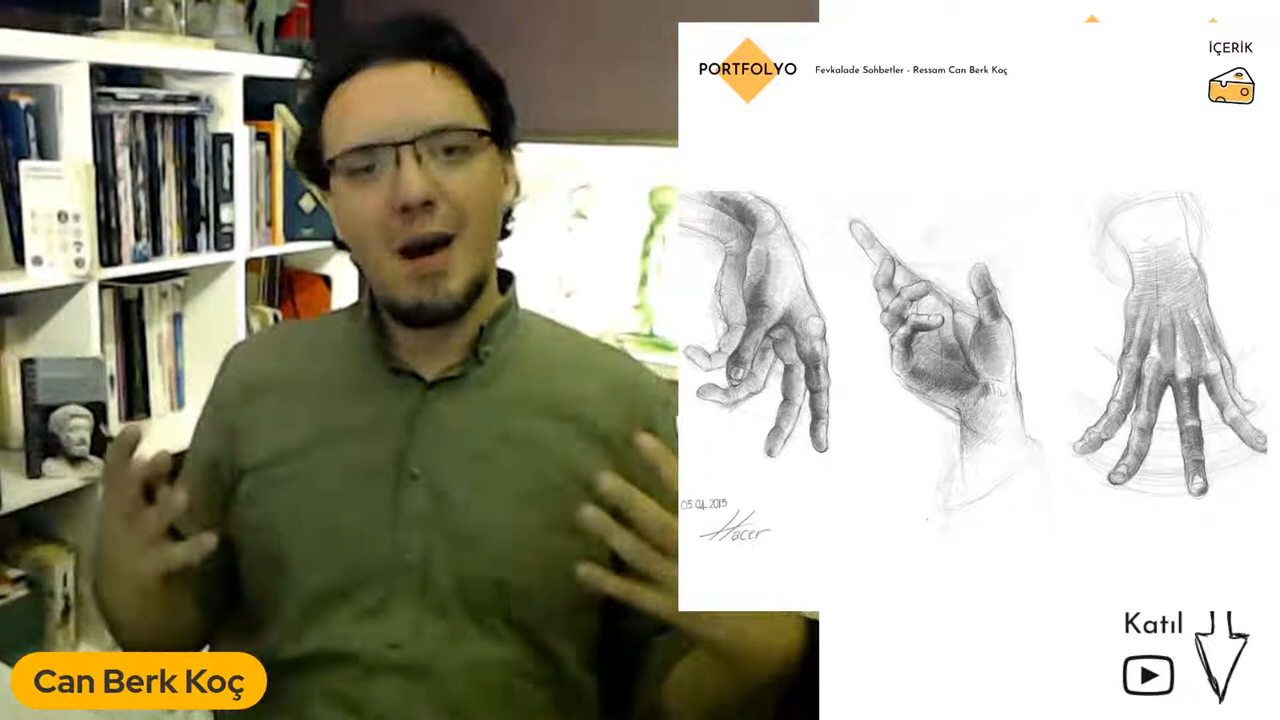 PORTFOLYO
Fevkalade Sohbetler - Ressam Can Berk Koç
İÇERİK
05.04.2015
Hacer
Katıl
Can Berk Koç